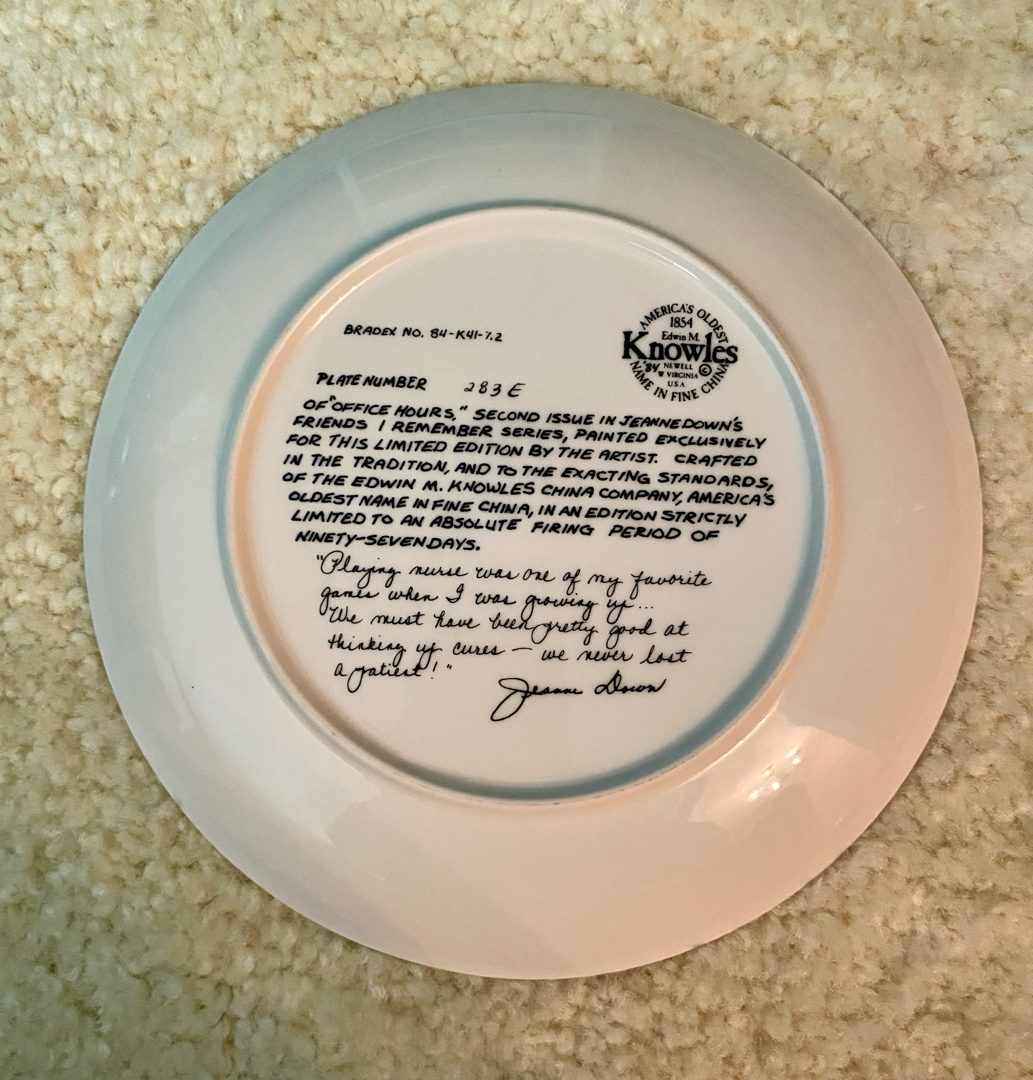 BRADEX NO. 84-K41-7.2
AMERICA'S OLDEST
1854
Edwin M.
Knowles
'84 NEWELL ©
W VIRGINIA
USA
NAME IN FINE CHINA
PLATE NUMBER 283E
OF "OFFICE HOURS," SECOND ISSUE IN JEANNE DOWN'S
FRIENDS I REMEMBER SERIES, PAINTED EXCLUSIVELY
FOR THIS LIMITED EDITION BY THE ARTIST. CRAFTED
IN THE TRADITION, AND TO THE EXACTING STANDARDS,
OF THE EDWIN M. KNOWLES CHINA COMPANY, AMERICA'S
OLDEST NAME IN FINE CHINA, IN AN EDITION STRICTLY
LIMITED TO AN ABSOLUTE FIRING PERIOD OF
NINETY-SEVEN DAYS.
"Playing nurse was one of my favorite
games when I was growing up...
We must have been pretty good at
thinking up cures — we never lost
a patient!"
Jeanne Down